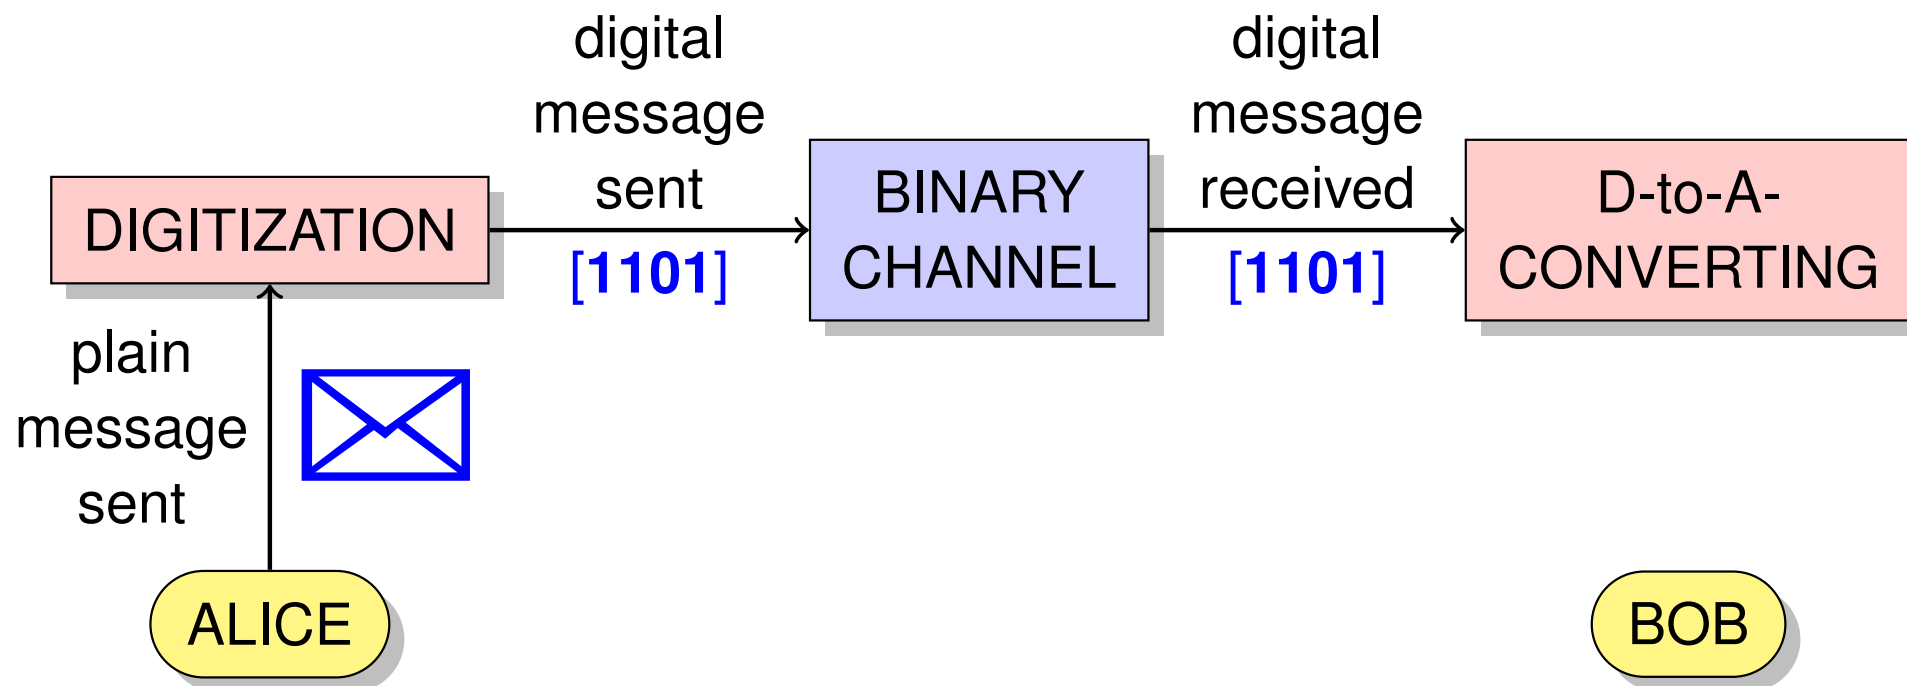 digital
message
sent
[1101]
digital
message
received
[1101]
DIGITIZATION
BINARY
CHANNEL
D-to-A-
CONVERTING
plain
message
sent
ALICE
BOB